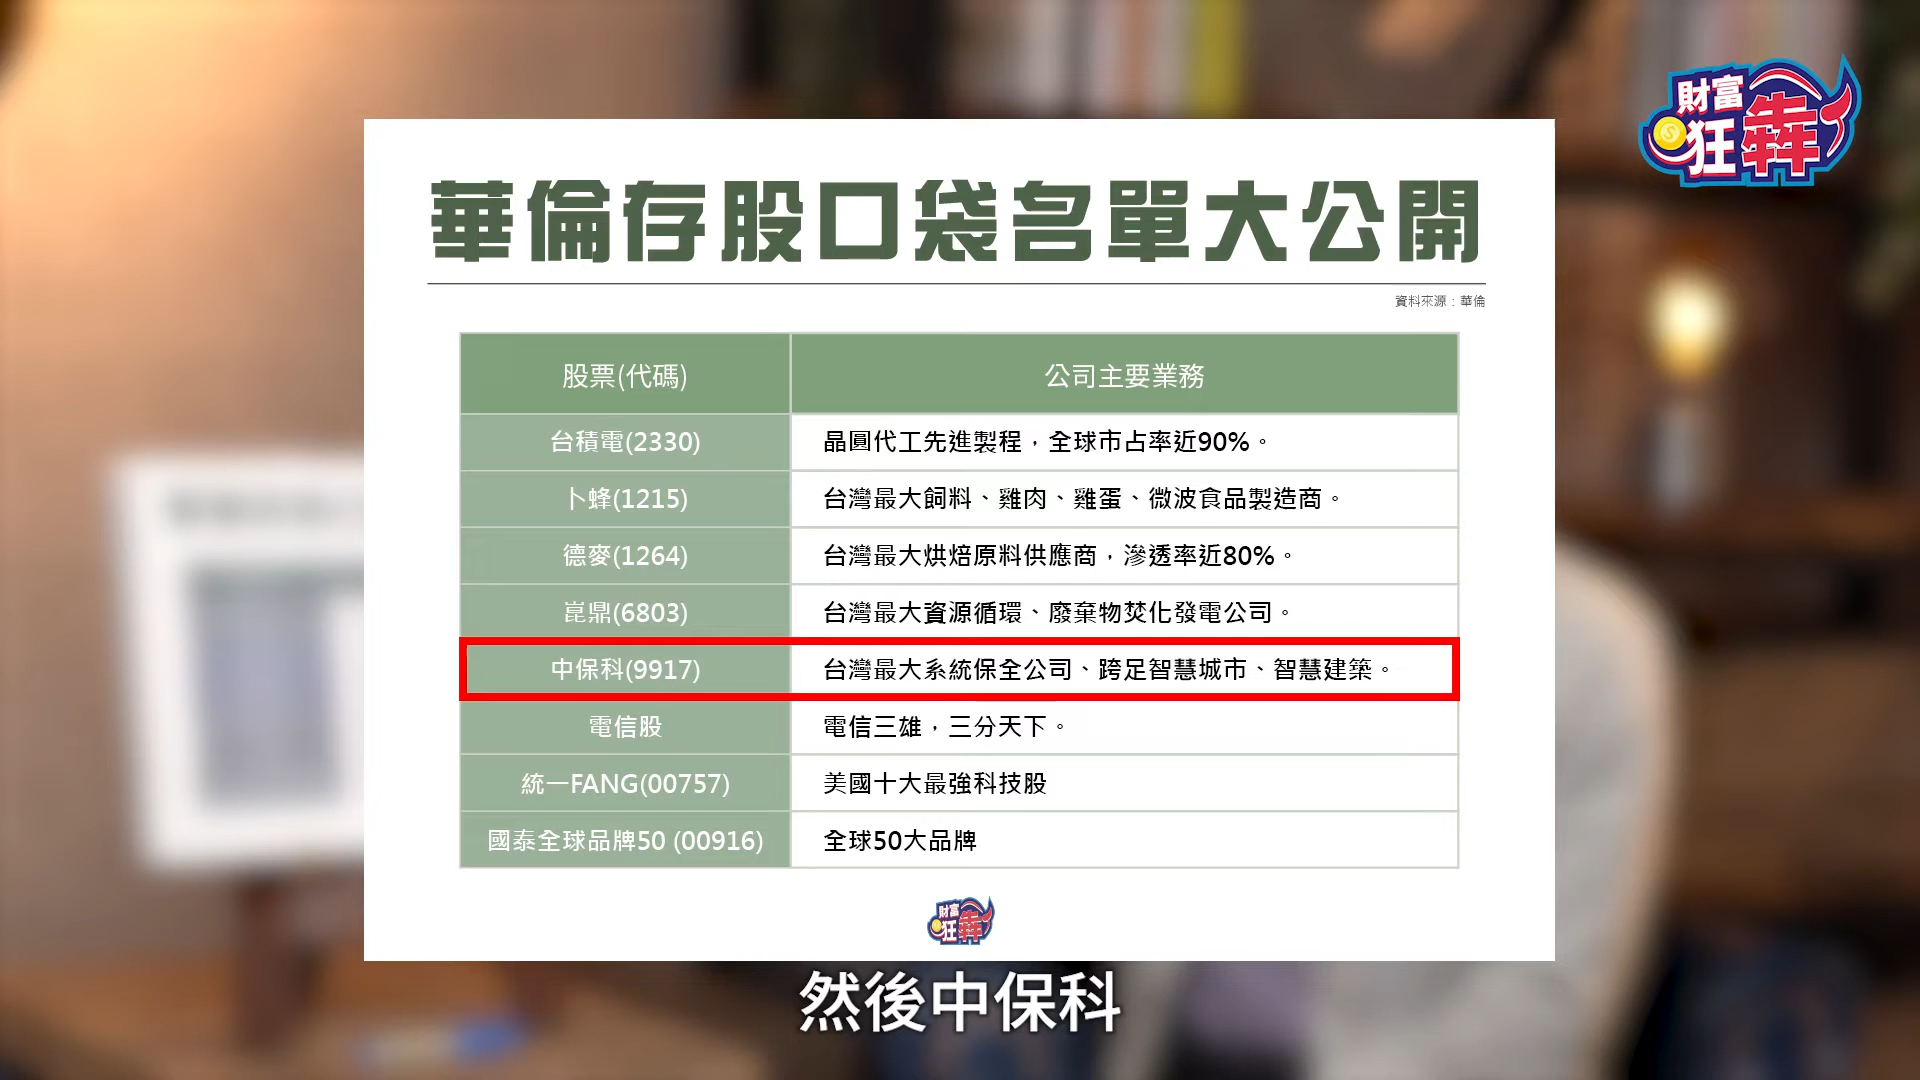 財富
狂犇
華倫存股口袋名單大公開
資料來源：華倫
股票(代碼) 公司主要業務
台積電(2330) 晶圓代工先進製程，全球市占率近90%。
卜蜂(1215) 台灣最大飼料、雞肉、雞蛋、微波食品製造商。
德麥(1264) 台灣最大烘焙原料供應商，滲透率近80%。
崑鼎(6803) 台灣最大資源循環、廢棄物焚化發電公司。
中保科(9917) 台灣最大系統保全公司、跨足智慧城市、智慧建築。
電信股 電信三雄，三分天下。
統一FANG(00757) 美國十大最強科技股
國泰全球品牌50 (00916) 全球50大品牌
財富
狂犇
然後中保科